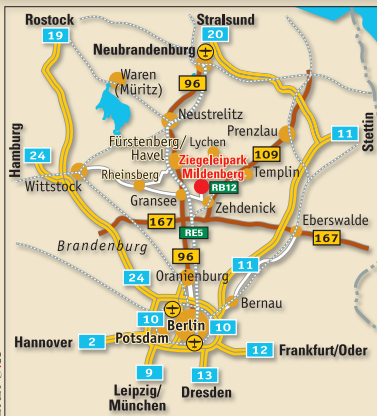 Rostock
19
Stralsund
20
Neubrandenburg
96
Waren
(Müritz)
Neustrelitz
Prenzlau
11
Stettin
Hamburg
24
Fürstenberg/
Havel
Lychen
109
Ziegeleipark
Mildenberg
Rheinsberg
Templin
RB12
Wittstock
Gransee
Zehdenick
167
Eberswalde
RE5
167
Brandenburg
96
11
24
Oranienburg
Bernau
10
Berlin
10
Hannover
2
Potsdam
12
Frankfurt/Oder
9
13
Leipzig/
München
Dresden